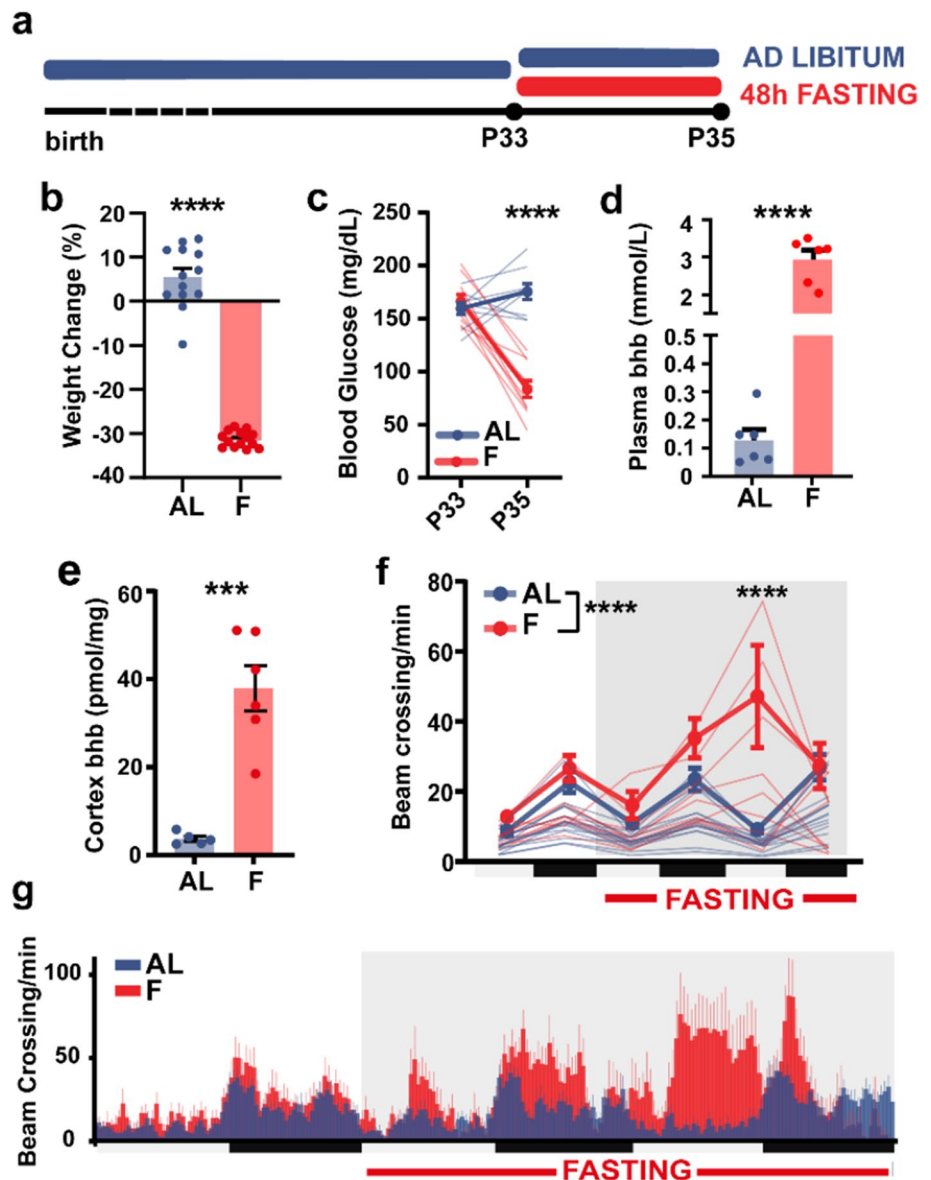 a
AD LIBITUM
48h FASTING
birth
P33
P35
b
****
Weight Change (%)
20
10
0
-10
-20
-30
-40
AL
F
c
****
Blood Glucose (mg/dL)
250
200
150
100
50
0
AL
F
P33
P35
d
****
Plasma bhb (mmol/L)
4
3
2
0.5
0.4
0.3
0.2
0.1
0
AL
F
e
***
Cortex bhb (pmol/mg)
60
40
20
0
AL
F
f
Beam crossing/min
80
60
40
20
0
AL
F
****
****
FASTING
g
Beam Crossing/min
100
50
0
AL
F
FASTING